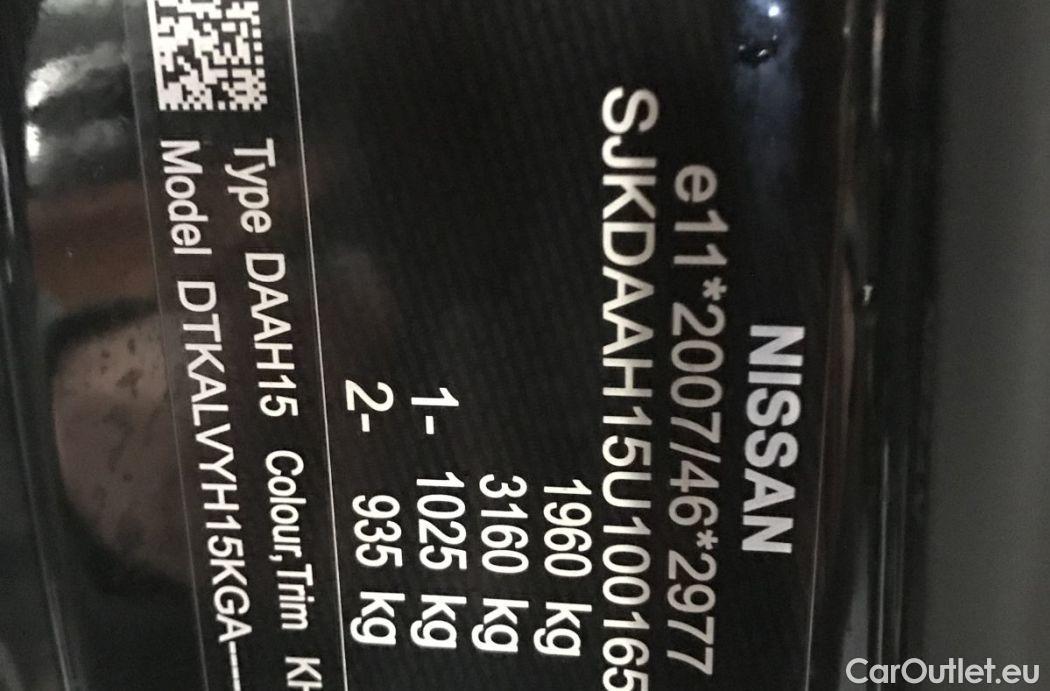 NISSAN
e11*2007/46*2977
SJKDAAH15U100165
1960 kg
3160 kg
1- 1025 kg
2- 935 kg
Type DAAH15 Colour,Trim KH
Model DTKALVYH15KGA----
CarOutlet.eu